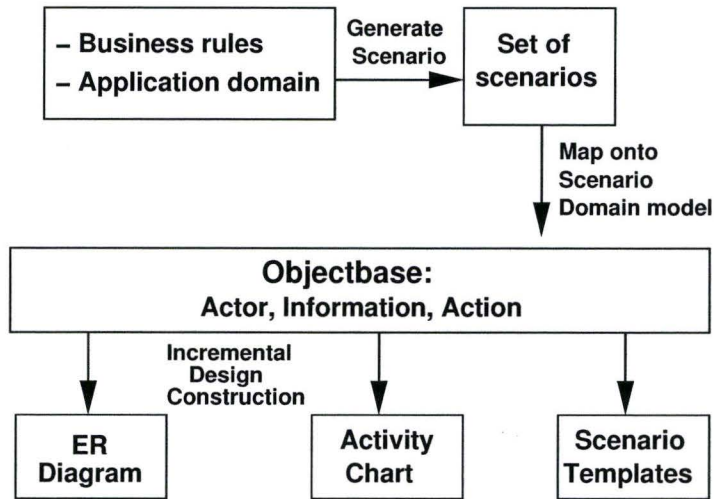 – Business rules
– Application domain
Generate
Scenario
Set of
scenarios
Map onto
Scenario
Domain model
Objectbase:
Actor, Information, Action
Incremental
Design
Construction
ER
Diagram
Activity
Chart
Scenario
Templates